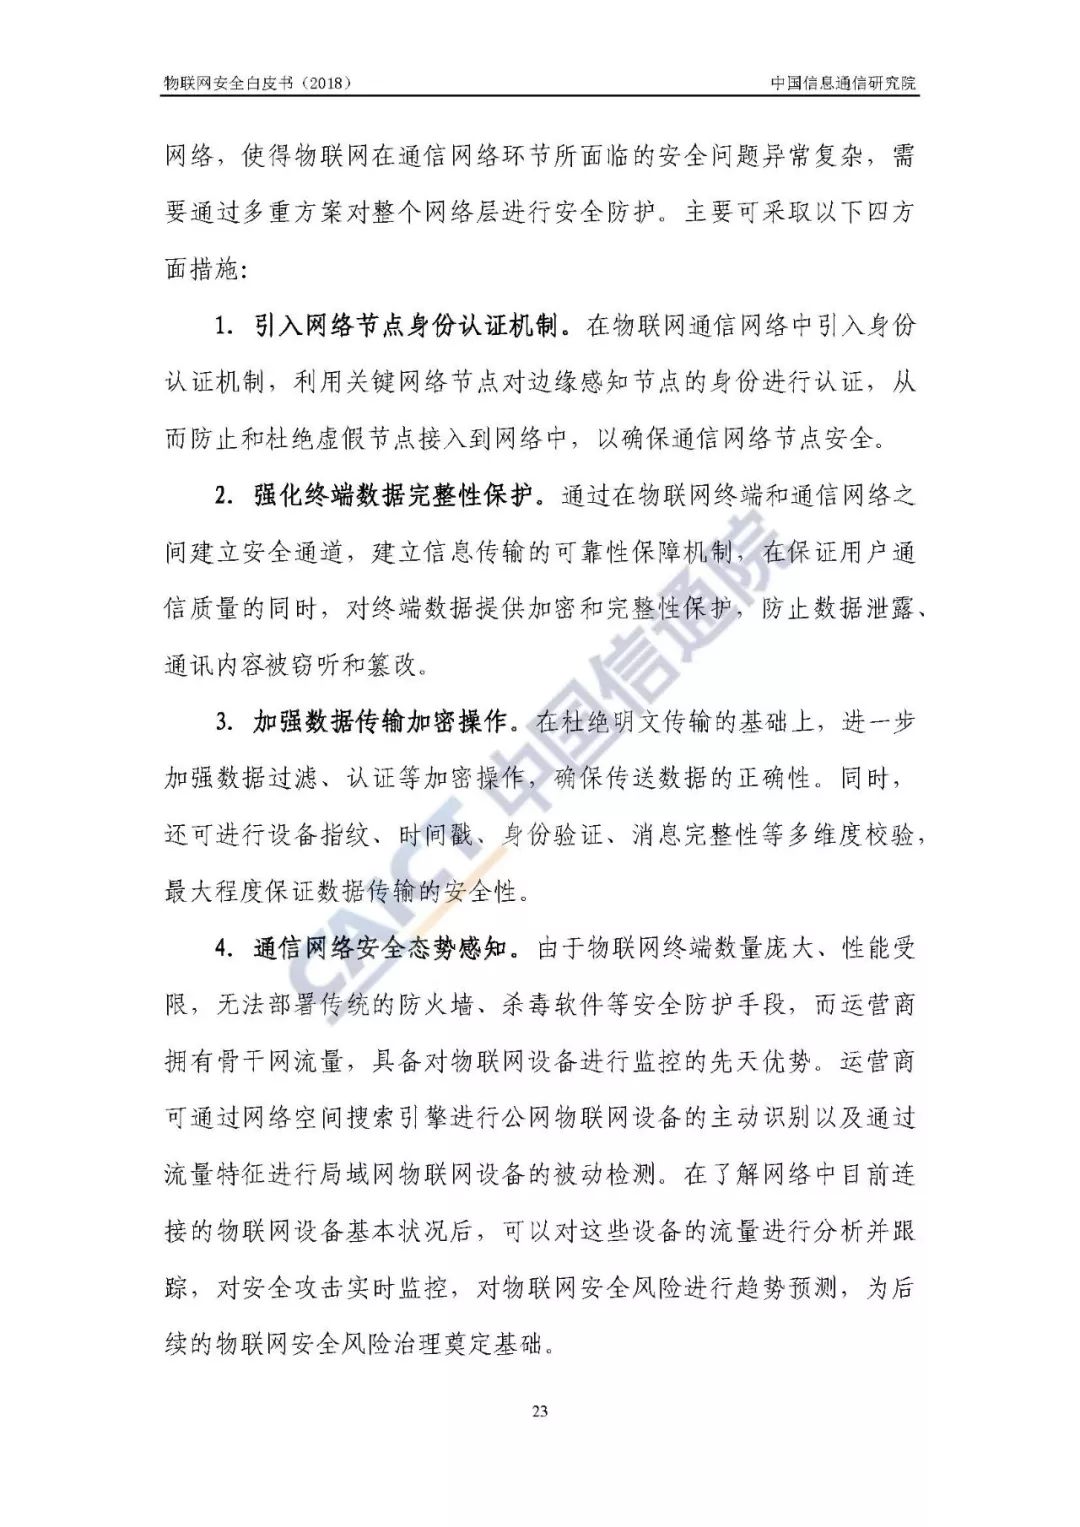 物联网安全白皮书（2018）
中国信息通信研究院
网络，使得物联网在通信网络环节所面临的安全问题异常复杂，需
要通过多重方案对整个网络层进行安全防护。主要可采取以下四方
面措施：
1. 引入网络节点身份认证机制。在物联网通信网络中引入身份
认证机制，利用关键网络节点对边缘感知节点的身份进行认证，从
而防止和杜绝虚假节点接入到网络中，以确保通信网络节点安全。
2. 强化终端数据完整性保护。通过在物联网终端和通信网络之
间建立安全通道，建立信息传输的可靠性保障机制，在保证用户通
信质量的同时，对终端数据提供加密和完整性保护，防止数据泄露、
通讯内容被窃听和篡改。
3. 加强数据传输加密操作。在杜绝明文传输的基础上，进一步
加强数据过滤、认证等加密操作，确保传送数据的正确性。同时，
还可进行设备指纹、时间戳、身份验证、消息完整性等多维度校验，
最大程度保证数据传输的安全性。
4. 通信网络安全态势感知。由于物联网终端数量庞大、性能受
限，无法部署传统的防火墙、杀毒软件等安全防护手段，而运营商
拥有骨干网流量，具备对物联网设备进行监控的先天优势。运营商
可通过网络空间搜索引擎进行公网物联网设备的主动识别以及通过
流量特征进行局域网物联网设备的被动检测。在了解网络中目前连
接的物联网设备基本状况后，可以对这些设备的流量进行分析并跟
踪，对安全攻击实时监控，对物联网安全风险进行趋势预测，为后
续的物联网安全风险治理奠定基础。
CAICT 中国信通院
23